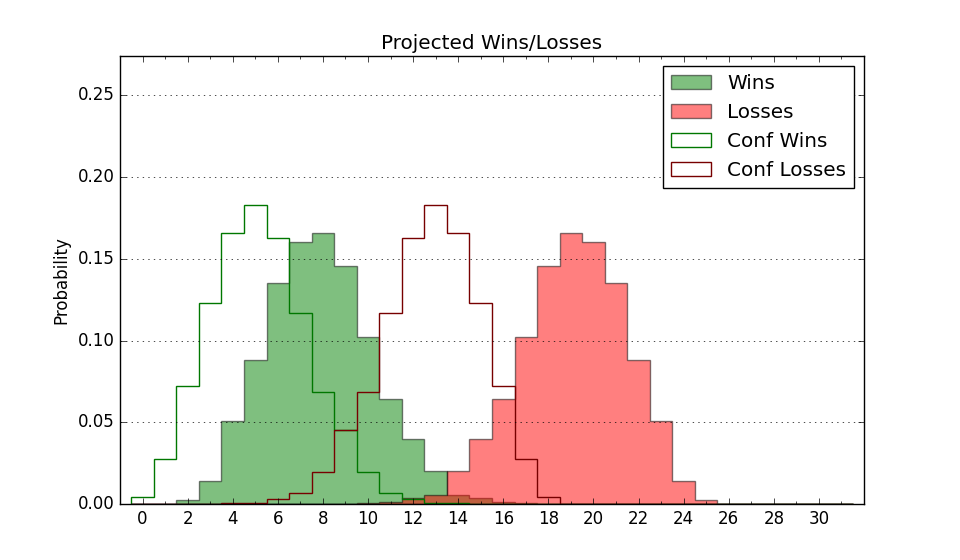 Projected Wins/Losses
Wins
Losses
Conf Wins
Conf Losses
Probability
0.25
0.20
0.15
0.10
0.05
0.00
0 2 4 6 8 10 12 14 16 18 20 22 24 26 28 30